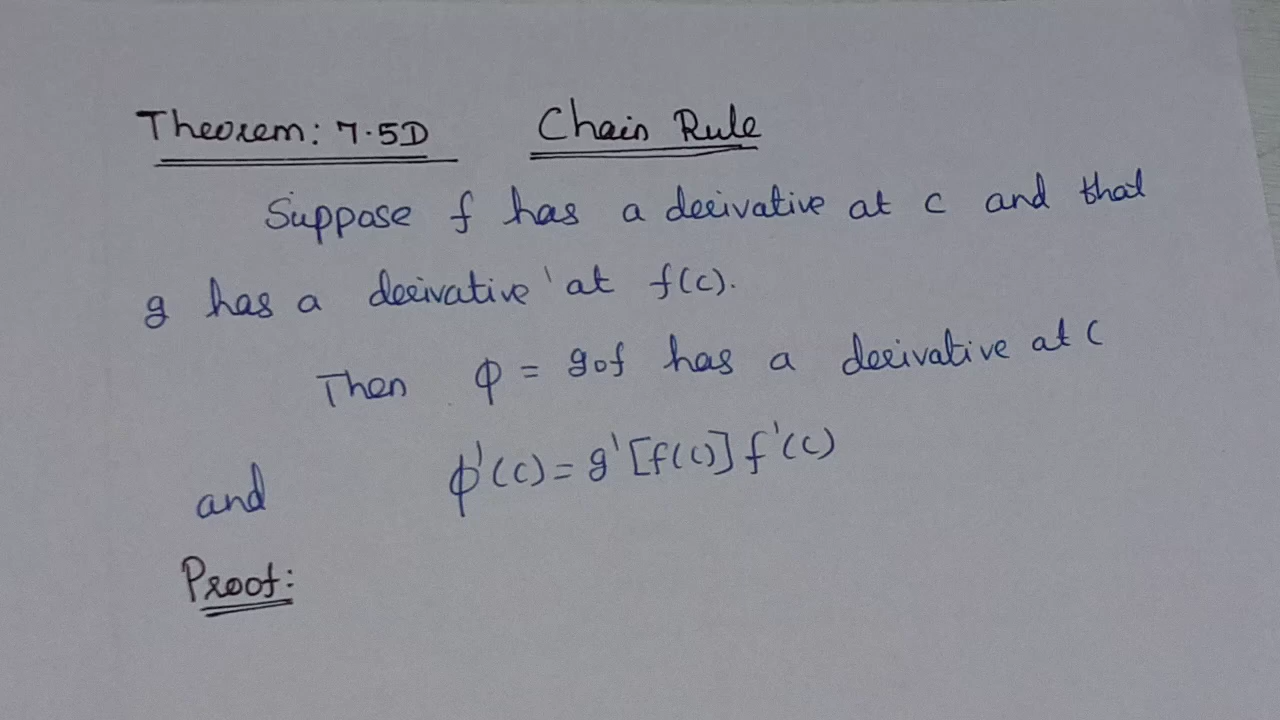 Theorem: 7.5D Chain Rule
Suppose f has a derivative at c and that
g has a derivative at f(c).
Then φ = gof has a derivative at c
and φ'(c) = g'[f(c)] f'(c)
Proof: